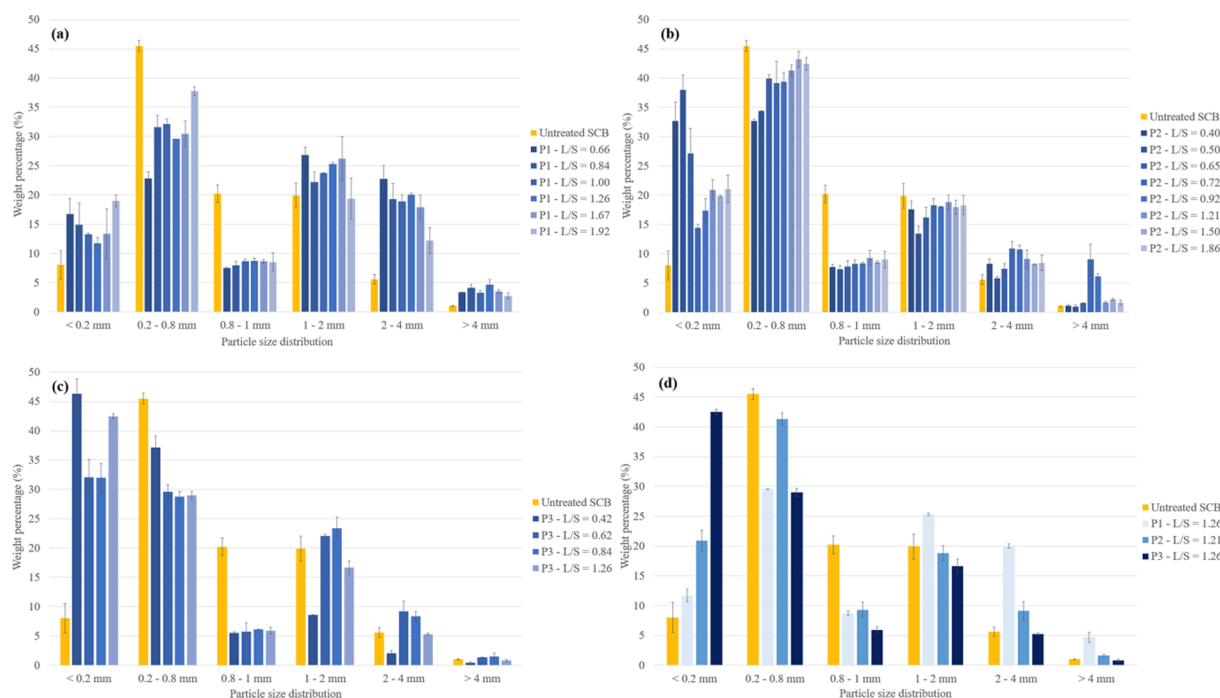 (a)
50
45
40
35
30
25
20
15
10
5
0
Weight percentage (%)
< 0.2 mm
0.2 - 0.8 mm
0.8 - 1 mm
1 - 2 mm
2 - 4 mm
> 4 mm
Particle size distribution
Untreated SCB
P1 - L/S = 0.66
P1 - L/S = 0.84
P1 - L/S = 1.00
P1 - L/S = 1.26
P1 - L/S = 1.67
P1 - L/S = 1.92
(b)
50
45
40
35
30
25
20
15
10
5
0
Weight percentage (%)
< 0.2 mm
0.2 - 0.8 mm
0.8 - 1 mm
1 - 2 mm
2 - 4 mm
> 4 mm
Particle size distribution
Untreated SCB
P2 - L/S = 0.40
P2 - L/S = 0.50
P2 - L/S = 0.65
P2 - L/S = 0.72
P2 - L/S = 0.92
P2 - L/S = 1.21
P2 - L/S = 1.50
P2 - L/S = 1.86
(c)
50
45
40
35
30
25
20
15
10
5
0
Weight percentage (%)
< 0.2 mm
0.2 - 0.8 mm
0.8 - 1 mm
1 - 2 mm
2 - 4 mm
> 4 mm
Particle size distribution
Untreated SCB
P3 - L/S = 0.42
P3 - L/S = 0.62
P3 - L/S = 0.84
P3 - L/S = 1.26
(d)
50
45
40
35
30
25
20
15
10
5
0
Weight percentage (%)
< 0.2 mm
0.2 - 0.8 mm
0.8 - 1 mm
1 - 2 mm
2 - 4 mm
> 4 mm
Particle size distribution
Untreated SCB
P1 - L/S = 1.26
P2 - L/S = 1.21
P3 - L/S = 1.26